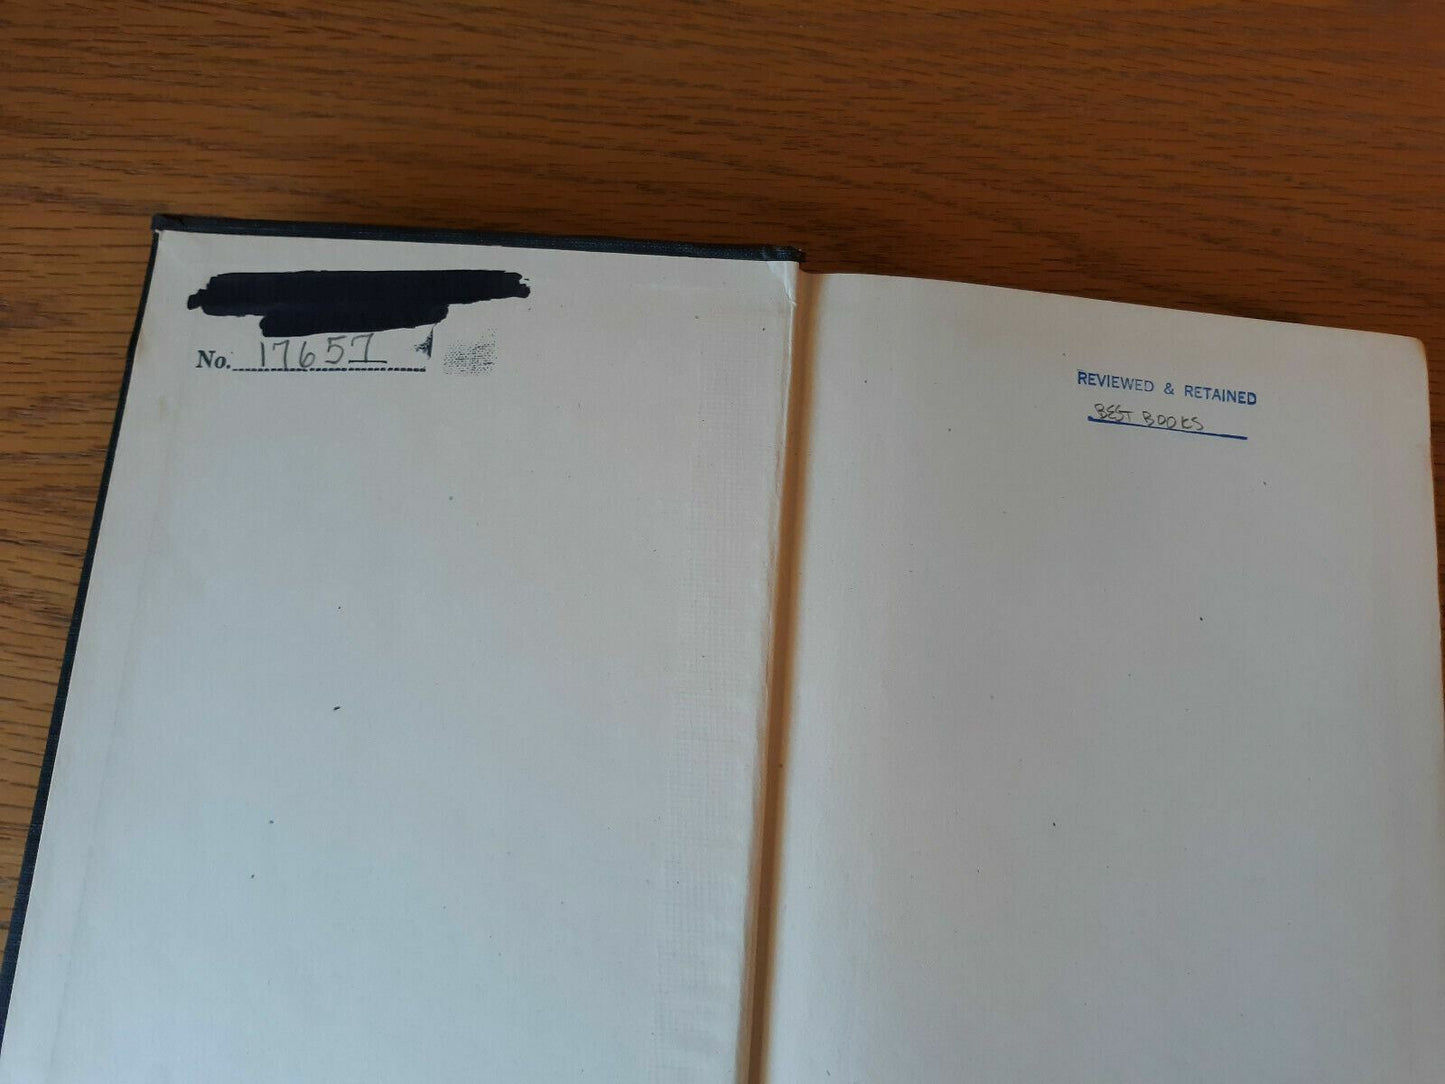 No. 17657
REVIEWED & RETAINED
BEST BOOKS